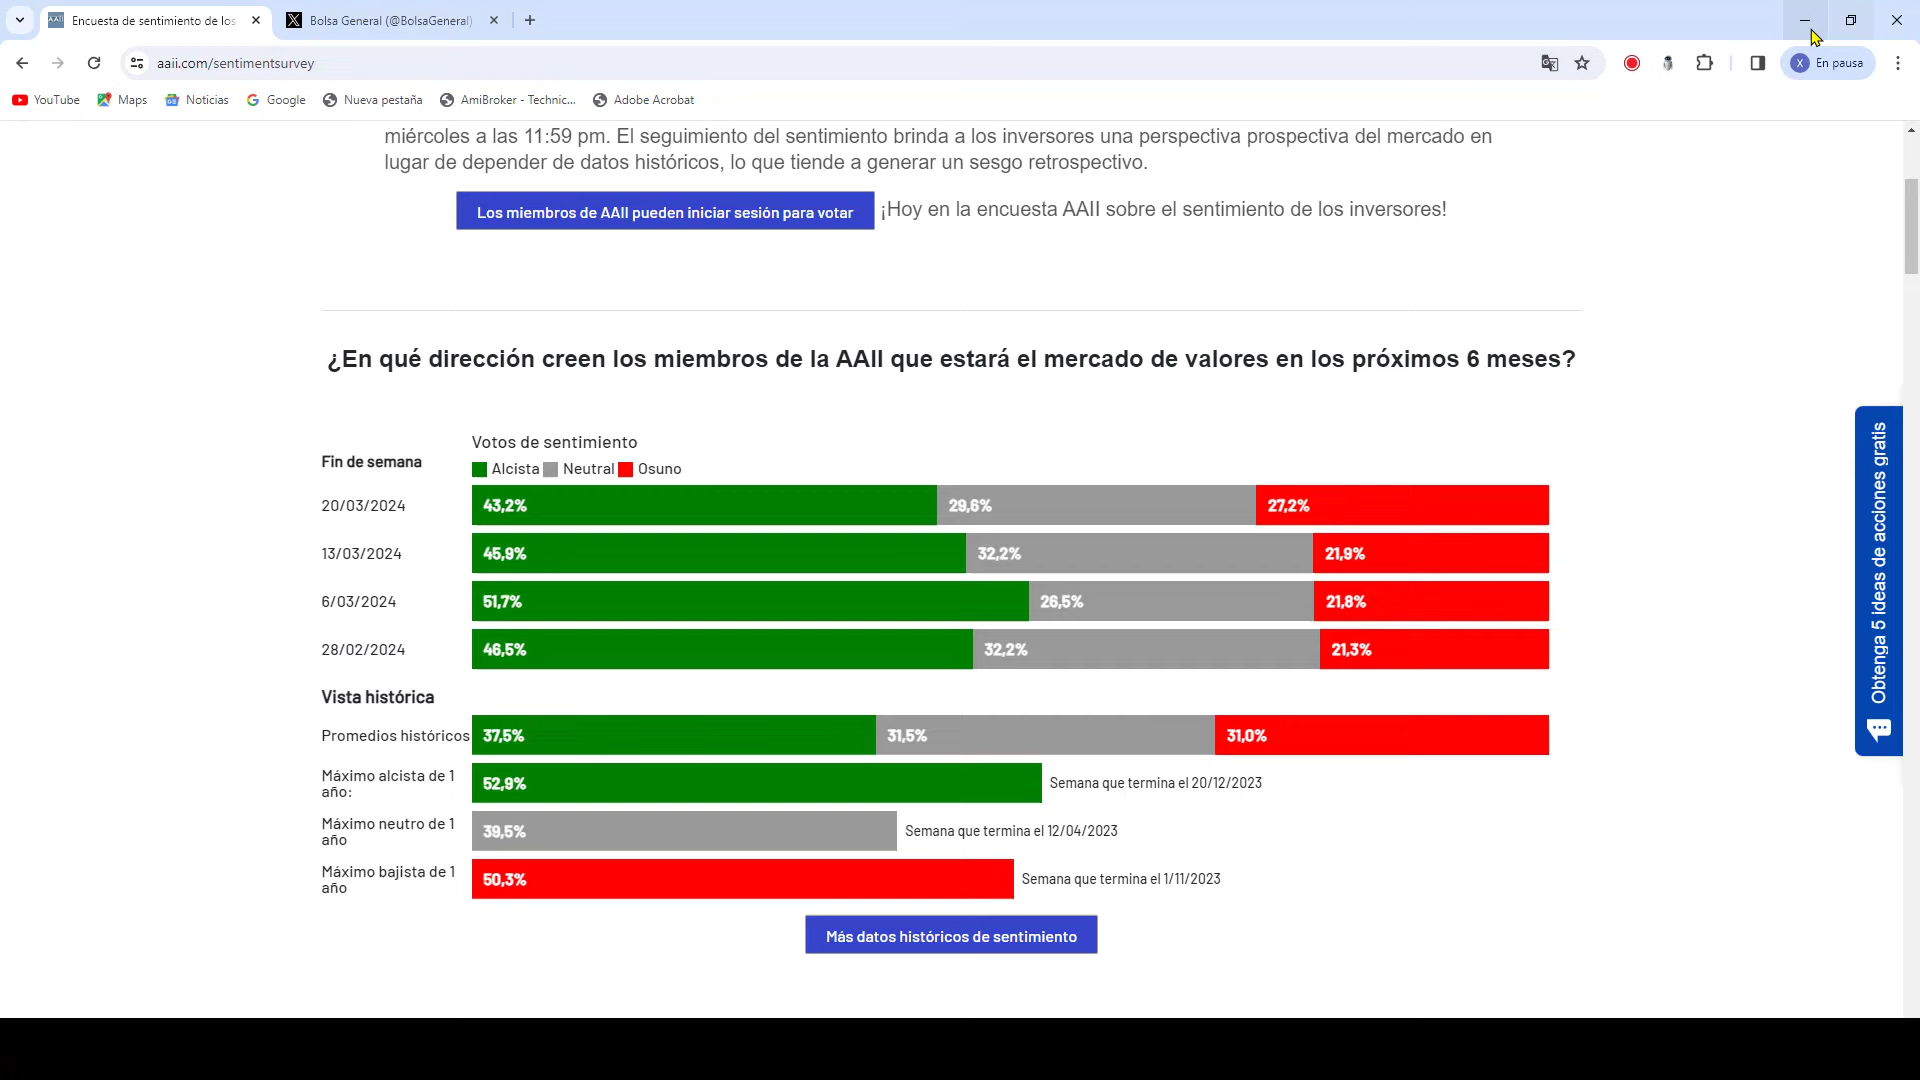 Encuesta de sentimiento de los
Bolsa General (@BolsaGeneral)
aaii.com/sentimentsurvey
X En pausa
YouTube
Maps
Noticias
Google
Nueva pestaña
AmiBroker - Technic...
Adobe Acrobat
miércoles a las 11:59 pm. El seguimiento del sentimiento brinda a los inversores una perspectiva prospectiva del mercado en
lugar de depender de datos históricos, lo que tiende a generar un sesgo retrospectivo.
Los miembros de AAII pueden iniciar sesión para votar ¡Hoy en la encuesta AAII sobre el sentimiento de los inversores!
¿En qué dirección creen los miembros de la AAII que estará el mercado de valores en los próximos 6 meses?
Votos de sentimiento
Fin de semana
Alcista Neutral Osuno
20/03/2024 43,2% 29,6% 27,2%
13/03/2024 45,9% 32,2% 21,9%
6/03/2024 51,7% 26,5% 21,8%
28/02/2024 46,5% 32,2% 21,3%
Vista histórica
Promedios históricos 37,5% 31,5% 31,0%
Máximo alcista de 1
año:
52,9% Semana que termina el 20/12/2023
Máximo neutro de 1
año
39,5% Semana que termina el 12/04/2023
Máximo bajista de 1
año
50,3% Semana que termina el 1/11/2023
Más datos históricos de sentimiento
Obtenga 5 ideas de acciones gratis